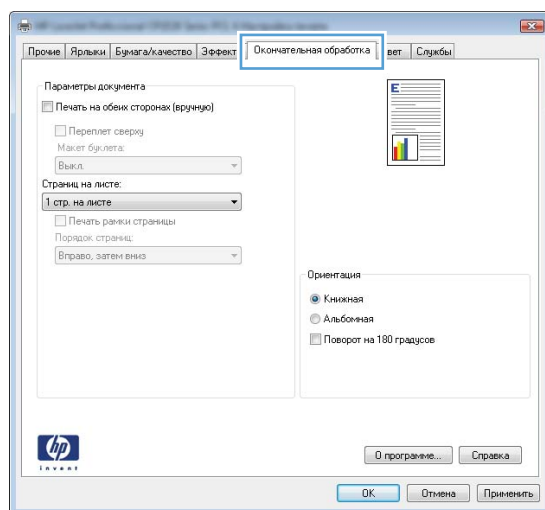 Прочие Ярлыки Бумага/качество Эффект Окончательная обработка вет Службы
Параметры документа
Печать на обеих сторонах (вручную)
Переплет сверху
Макет буклета:
Выкл.
Страниц на листе:
1 стр. на листе
Печать рамки страницы
Порядок страниц:
Вправо, затем вниз
E
Ориентация
Книжная
Альбомная
Поворот на 180 градусов
hp
invent
О программе... Справка
OK Отмена Применить